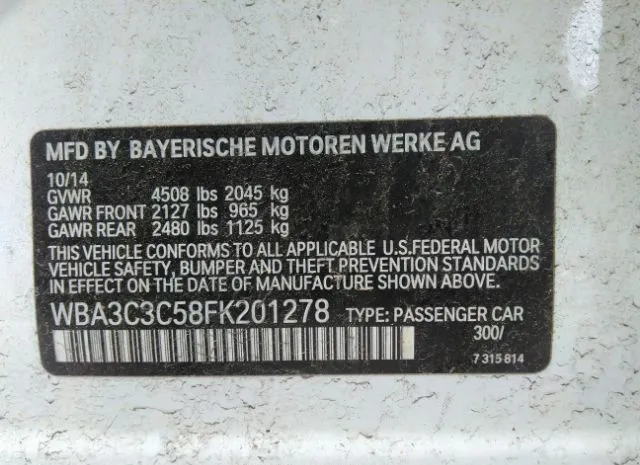 MFD BY BAYERISCHE MOTOREN WERKE AG
10/14
GVWR 4508 lbs 2045 kg
GAWR FRONT 2127 lbs 965 kg
GAWR REAR 2480 lbs 1125 kg
THIS VEHICLE CONFORMS TO ALL APPLICABLE U.S.FEDERAL MOTOR
VEHICLE SAFETY, BUMPER AND THEFT PREVENTION STANDARDS
IN EFFECT ON THE DATE OF MANUFACTURE SHOWN ABOVE.
WBA3C3C58FK201278 TYPE: PASSENGER CAR
300/
7 315 814